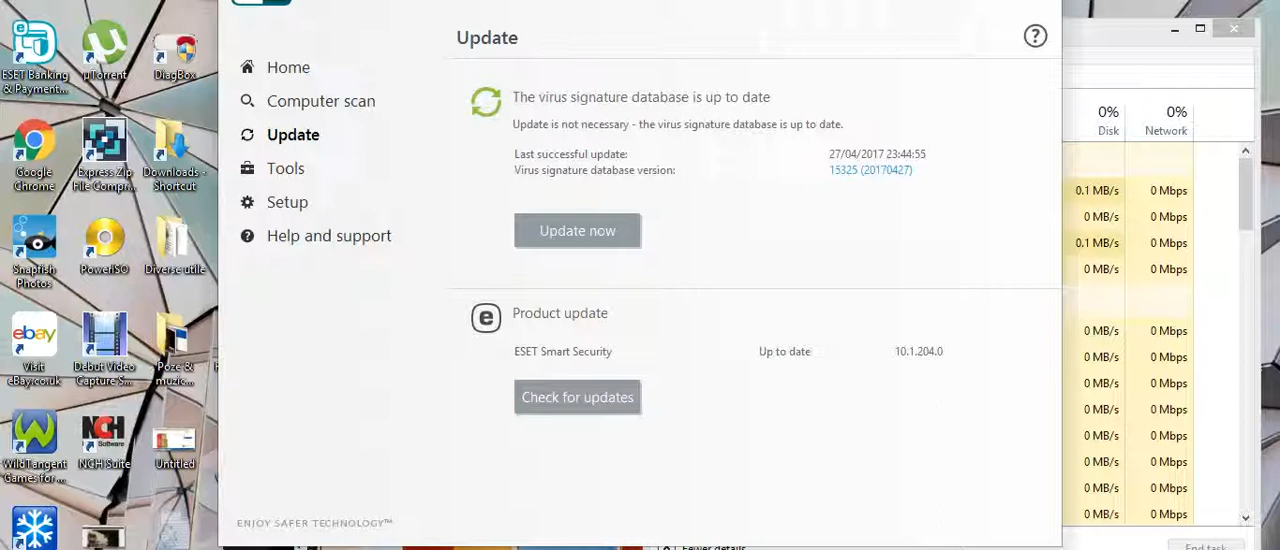 ESET Banking
& Payment...
µTorrent
DiagBox
Google
Chrome
Express Zip
File Compr...
Downloads -
Shortcut
Snapfish
Photos
PowerISO
Diverse utile
ebay
Visit
eBay.co.uk
Debut Video
Capture S...
Poze &
muzic...
WildTangent
Games for...
NCH
Software
NCH Suite
Untitled
Home
Computer scan
Update
Tools
Setup
Help and support
ENJOY SAFER TECHNOLOGY™
Update
?
The virus signature database is up to date
Update is not necessary - the virus signature database is up to date.
Last successful update: 27/04/2017 23:44:55
Virus signature database version: 15325 (20170427)
Update now
e
Product update
ESET Smart Security Up to date 10.1.204.0
Check for updates
0% 0%
Disk Network
0.1 MB/s 0 Mbps
0 MB/s 0 Mbps
0.1 MB/s 0 Mbps
0 MB/s 0 Mbps
0 MB/s 0 Mbps
0 MB/s 0 Mbps
0 MB/s 0 Mbps
0 MB/s 0 Mbps
0 MB/s 0 Mbps
0 MB/s 0 Mbps
0 MB/s 0 Mbps
0 MB/s 0 Mbps
Fewer details
End task